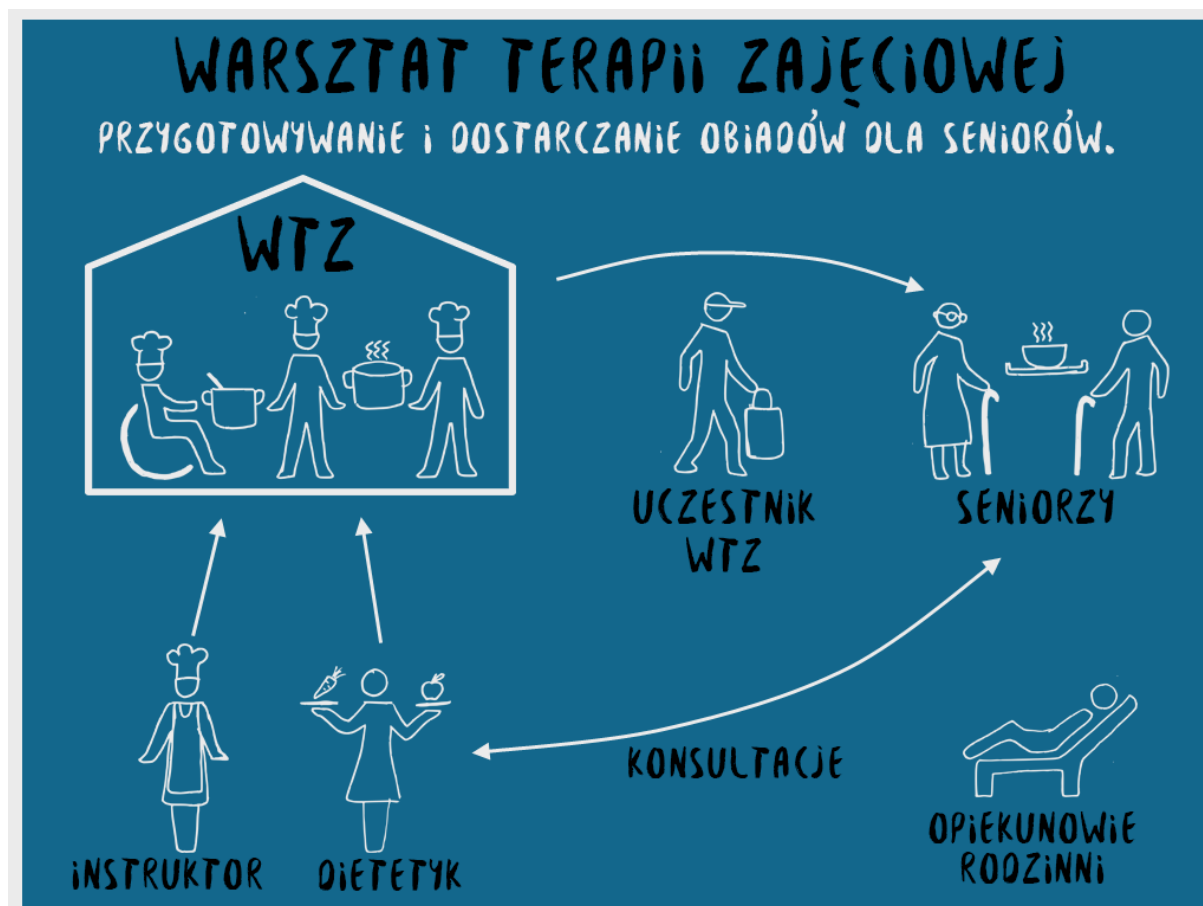 WARSZTAT TERAPII ZAJĘCIOWEJ
PRZYGOTOWYWANIE I DOSTARCZANIE OBIADÓW DLA SENIORÓW.
WTZ
UCZESTNIK
WTZ
SENIORZY
KONSULTACJE
INSTRUKTOR
DIETETYK
OPIEKUNOWIE
RODZINNI